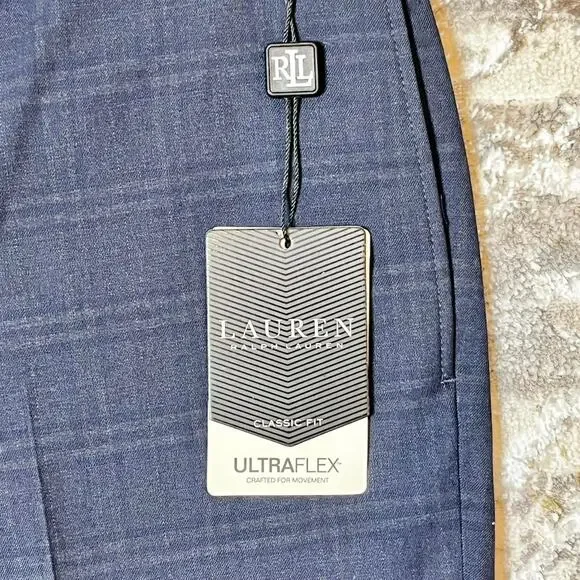 RLL
LAUREN
RALPH LAUREN
CLASSIC FIT
ULTRAFLEX
CRAFTED FOR MOVEMENT